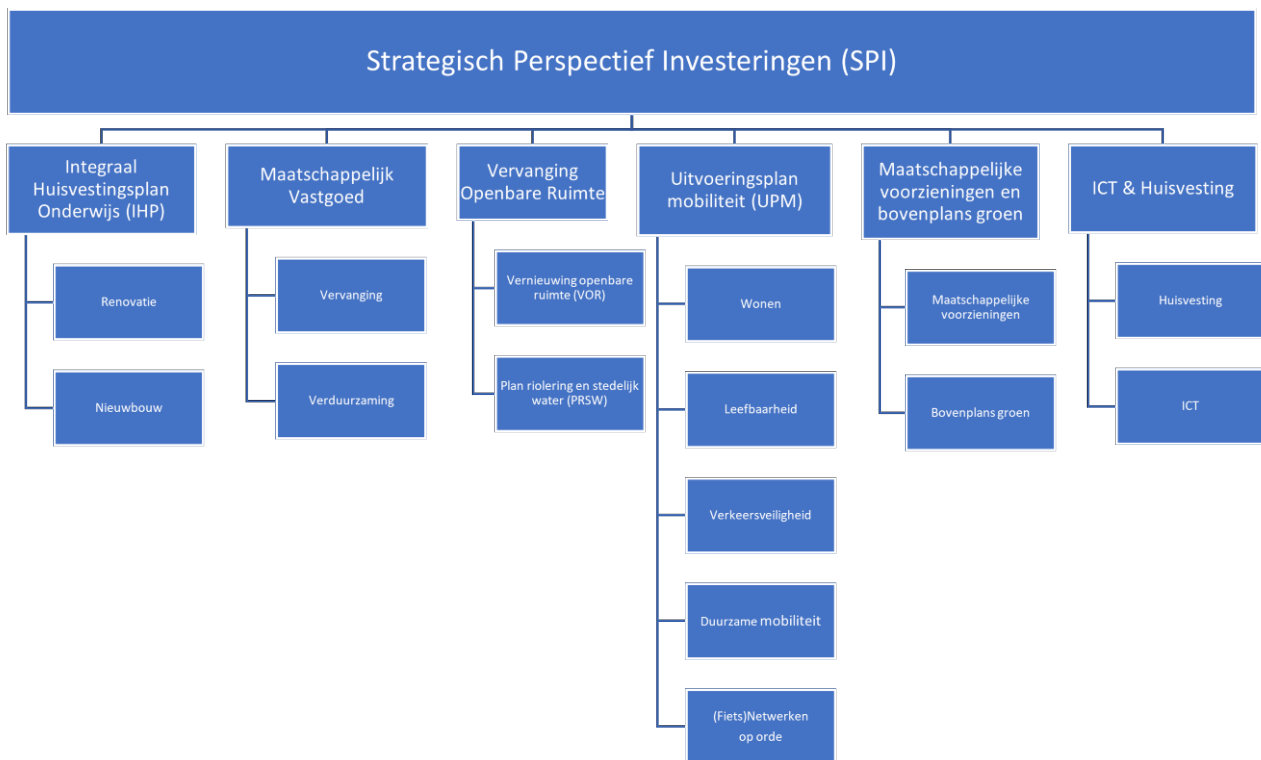 Strategisch Perspectief Investeringen (SPI)
Integraal
Huisvestingsplan
Onderwijs (IHP)
Renovatie
Nieuwbouw
Maatschappelijk
Vastgoed
Vervanging
Verduurzaming
Vervanging
Openbare Ruimte
Vernieuwing openbare
ruimte (VOR)
Plan riolering en stedelijk
water (PRSW)
Uitvoeringsplan
mobiliteit (UPM)
Wonen
Leefbaarheid
Verkeersveiligheid
Duurzame mobiliteit
(Fiets)Netwerken
op orde
Maatschappelijke
voorzieningen en
bovenplans groen
Maatschappelijke
voorzieningen
Bovenplans groen
ICT & Huisvesting
Huisvesting
ICT